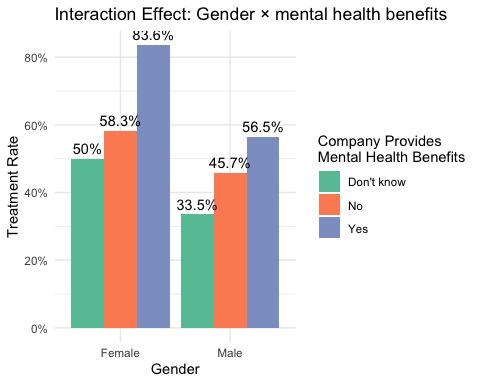 Interaction Effect: Gender × mental health benefits
83.6%
80%
60%
58.3%
56.5%
50%
45.7%
40%
33.5%
20%
0%
Treatment Rate
Female
Male
Gender
Company Provides
Mental Health Benefits
Don't know
No
Yes